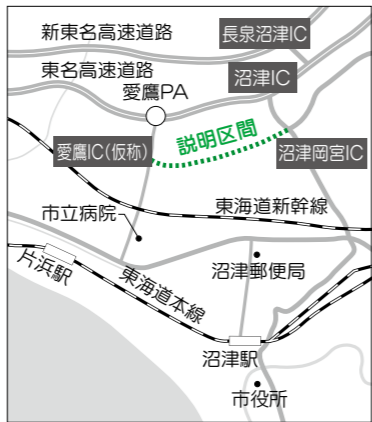 新東名高速道路
長泉沼津IC
東名高速道路
沼津IC
愛鷹PA
説明区間
愛鷹IC(仮称)
沼津岡宮IC
東海道新幹線
市立病院
沼津郵便局
片浜駅
東海道本線
沼津駅
市役所